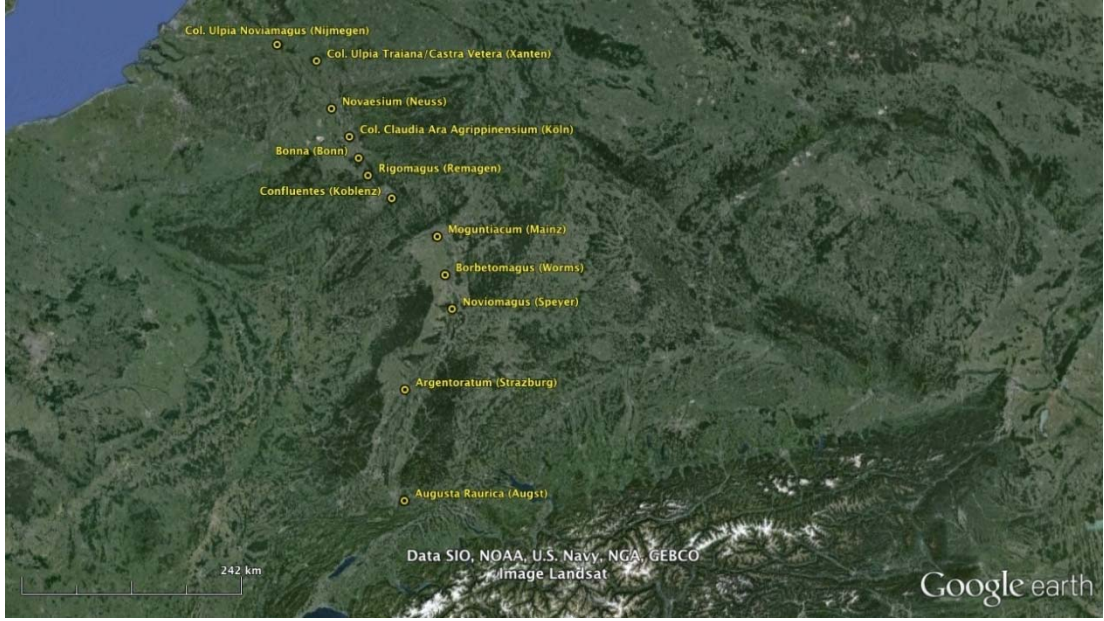 Col. Ulpia Noviamagus (Nijmegen)
Col. Ulpia Traiana/Castra Vetera (Xanten)
Novaesium (Neuss)
Col. Claudia Ara Agrippinensium (Köln)
Bonna (Bonn)
Rigomagus (Remagen)
Confluentes (Koblenz)
Moguntiacum (Mainz)
Borbetomagus (Worms)
Noviomagus (Speyer)
Argentoratum (Strazburg)
Augusta Raurica (Augst)
Data SIO, NOAA, U.S. Navy, NGA, GEBCO
Image Landsat
242 km
Google earth